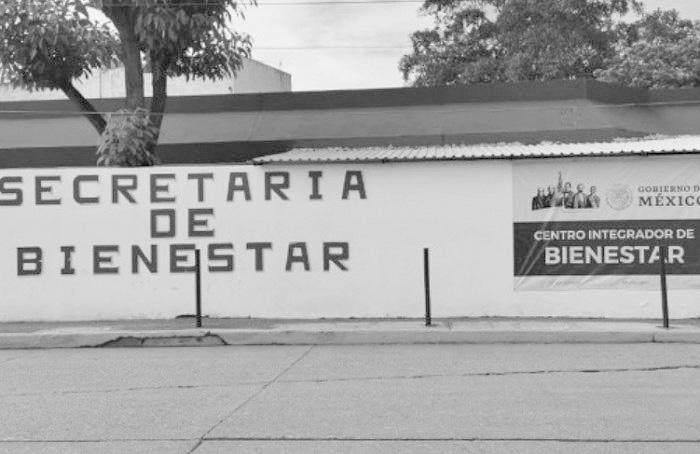 SECRETARIA
DE
BIENESTAR
GOBIERNO DE
MÉXICO
CENTRO INTEGRADOR DE
BIENESTAR